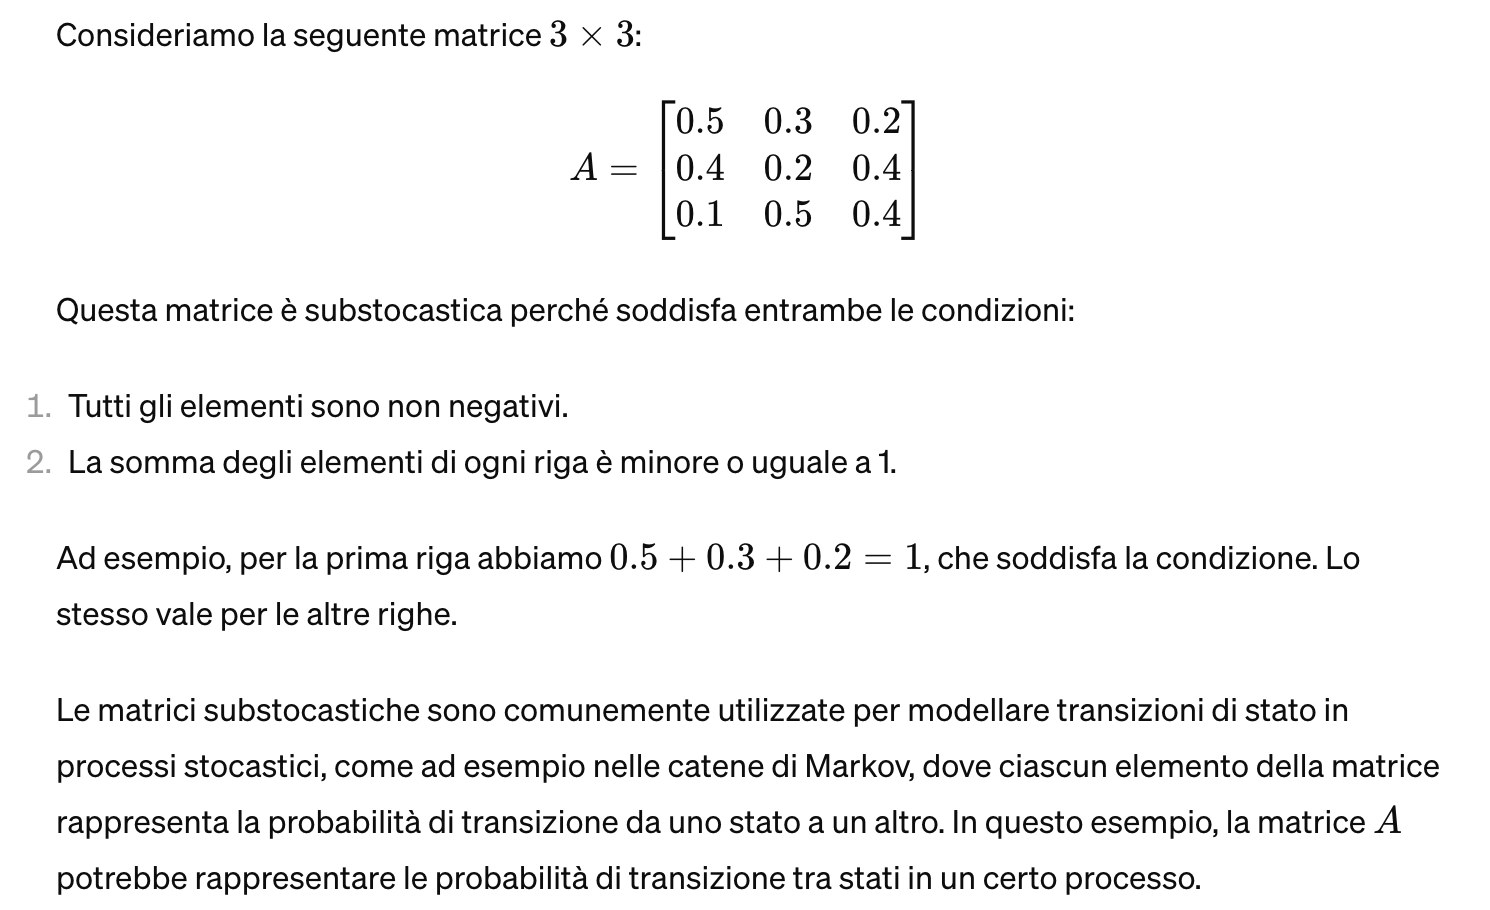 Consideriamo la seguente matrice 3 × 3:
A = [0.5 0.3 0.2
0.4 0.2 0.4
0.1 0.5 0.4]
Questa matrice è substocastica perché soddisfa entrambe le condizioni:
1. Tutti gli elementi sono non negativi.
2. La somma degli elementi di ogni riga è minore o uguale a 1.
Ad esempio, per la prima riga abbiamo 0.5 + 0.3 + 0.2 = 1, che soddisfa la condizione. Lo
stesso vale per le altre righe.
Le matrici substocastiche sono comunemente utilizzate per modellare transizioni di stato in
processi stocastici, come ad esempio nelle catene di Markov, dove ciascun elemento della matrice
rappresenta la probabilità di transizione da uno stato a un altro. In questo esempio, la matrice A
potrebbe rappresentare le probabilità di transizione tra stati in un certo processo.